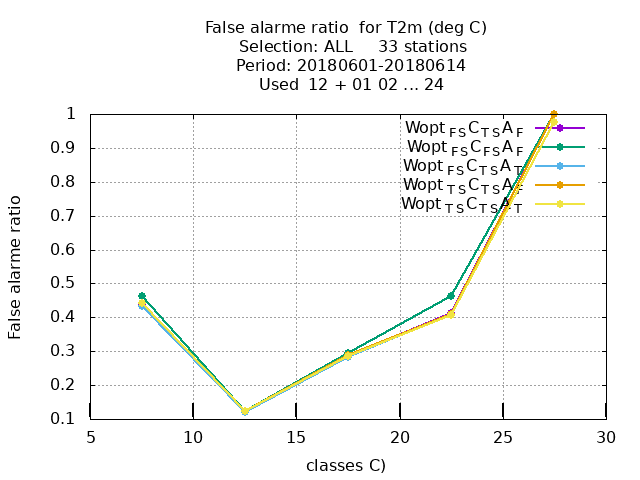 False alarme ratio  for T2m (deg C)
Selection: ALL     33 stations
Period: 20180601-20180614
Used  12 + 01 02 ... 24
False alarme ratio
1
0.9
0.8
0.7
0.6
0.5
0.4
0.3
0.2
0.1
Wopt FS C TS A F
Wopt FS C FS A F
Wopt FS C TS A T
Wopt TS C TS A F
Wopt TS C TS A T
5 10 15 20 25 30
classes C)